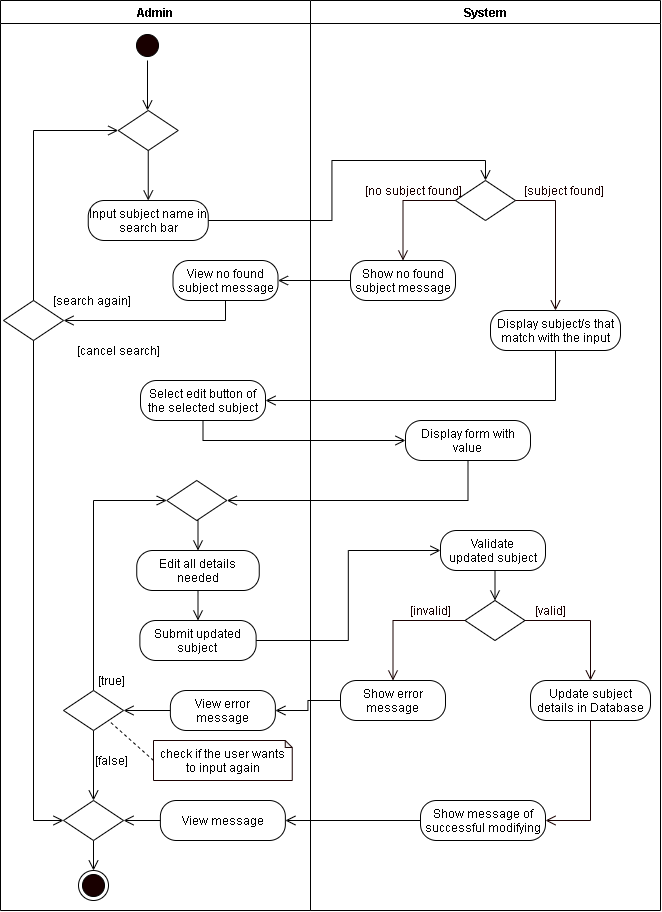 Admin
System
[no subject found]
[subject found]
Input subject name in
search bar
View no found
subject message
Show no found
subject message
[search again]
Display subject/s that
match with the input
[cancel search]
Select edit button of
the selected subject
Display form with
value
Validate
updated subject
Edit all details
needed
[invalid]
[valid]
Submit updated
subject
[true]
View error
message
Show error
message
Update subject
details in Database
check if the user wants
to input again
[false]
View message
Show message of
successful modifying